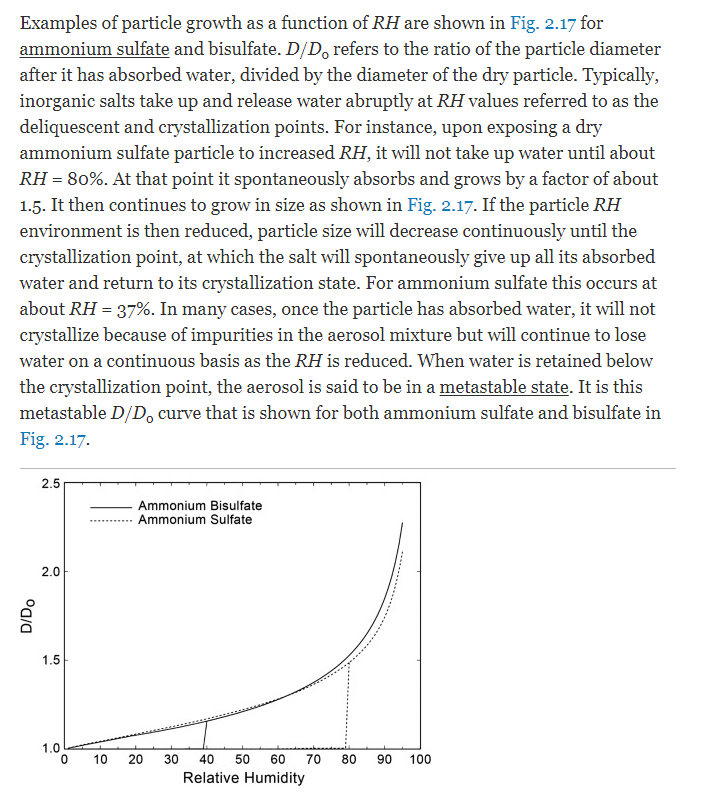 Examples of particle growth as a function of RH are shown in Fig. 2.17 for
ammonium sulfate and bisulfate. D/Do refers to the ratio of the particle diameter
after it has absorbed water, divided by the diameter of the dry particle. Typically,
inorganic salts take up and release water abruptly at RH values referred to as the
deliquescent and crystallization points. For instance, upon exposing a dry
ammonium sulfate particle to increased RH, it will not take up water until about
RH = 80%. At that point it spontaneously absorbs and grows by a factor of about
1.5. It then continues to grow in size as shown in Fig. 2.17. If the particle RH
environment is then reduced, particle size will decrease continuously until the
crystallization point, at which the salt will spontaneously give up all its absorbed
water and return to its crystallization state. For ammonium sulfate this occurs at
about RH = 37%. In many cases, once the particle has absorbed water, it will not
crystallize because of impurities in the aerosol mixture but will continue to lose
water on a continuous basis as the RH is reduced. When water is retained below
the crystallization point, the aerosol is said to be in a metastable state. It is this
metastable D/Do curve that is shown for both ammonium sulfate and bisulfate in
Fig. 2.17.
2.5
Ammonium Bisulfate
Ammonium Sulfate
2.0
D/Do
1.5
1.0
0 10 20 30 40 50 60 70 80 90 100
Relative Humidity